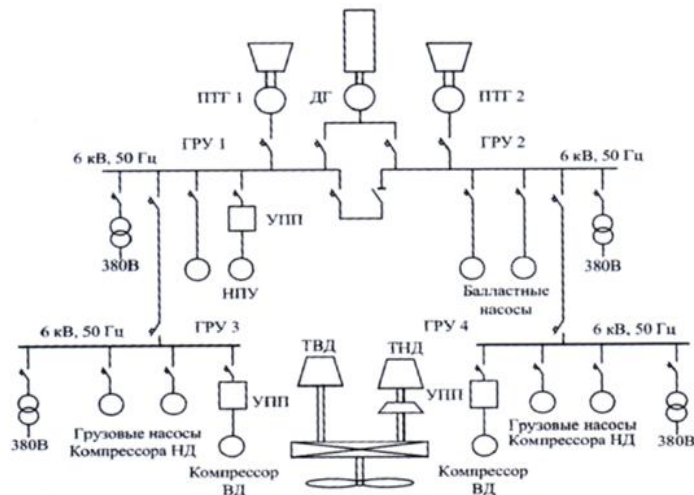 ПТГ 1
ДГ
ПТГ 2
ГРУ 1
ГРУ 2
6 кВ, 50 Гц
6 кВ, 50 Гц
УПП
380В
НПУ
Балластные
насосы
380В
6 кВ, 50 Гц
ГРУ 3
ТВД
ТНД
ГРУ 4
6 кВ, 50 Гц
УПП
УПП
380В
Грузовые насосы
Компрессора НД
Компрессор
ВД
Компрессор
ВД
Грузовые насосы
Компрессора НД
380В